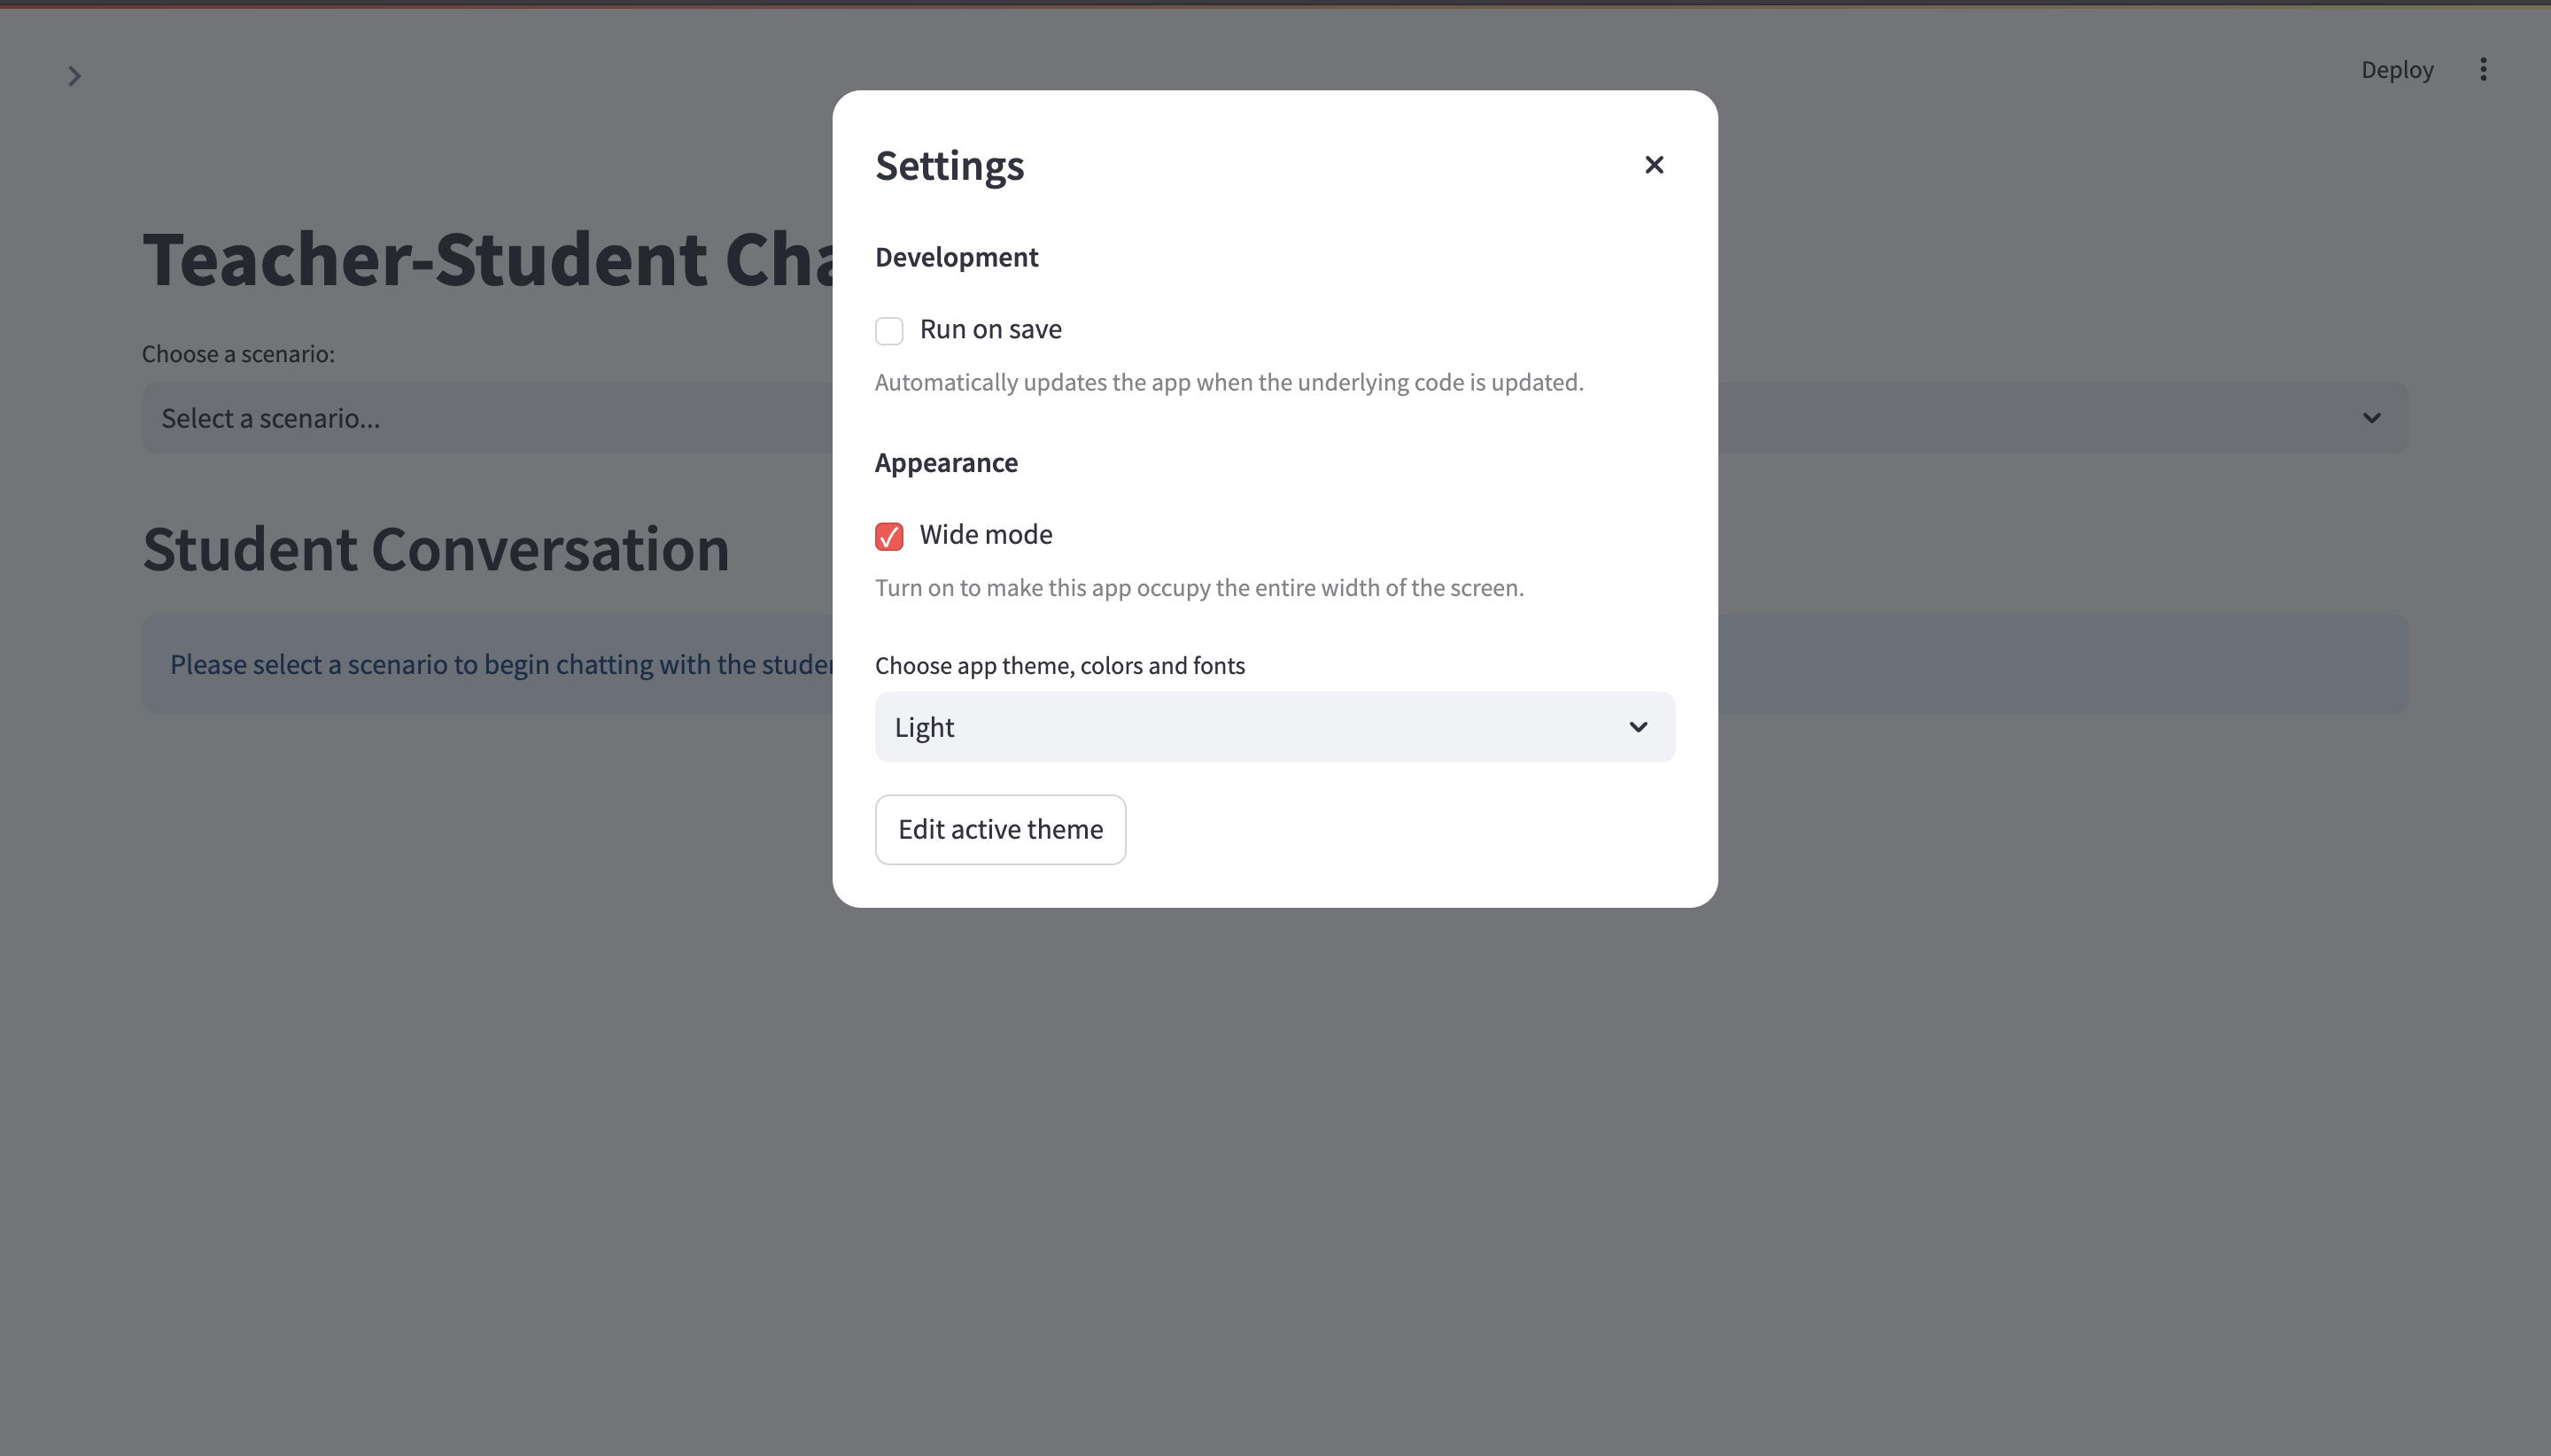 Deploy
Settings
Teacher-Student Cha
Development
Run on save
Choose a scenario:
Automatically updates the app when the underlying code is updated.
Select a scenario...
Appearance
Wide mode
Student Conversation
Turn on to make this app occupy the entire width of the screen.
Please select a scenario to begin chatting with the studen
Choose app theme, colors and fonts
Light
Edit active theme